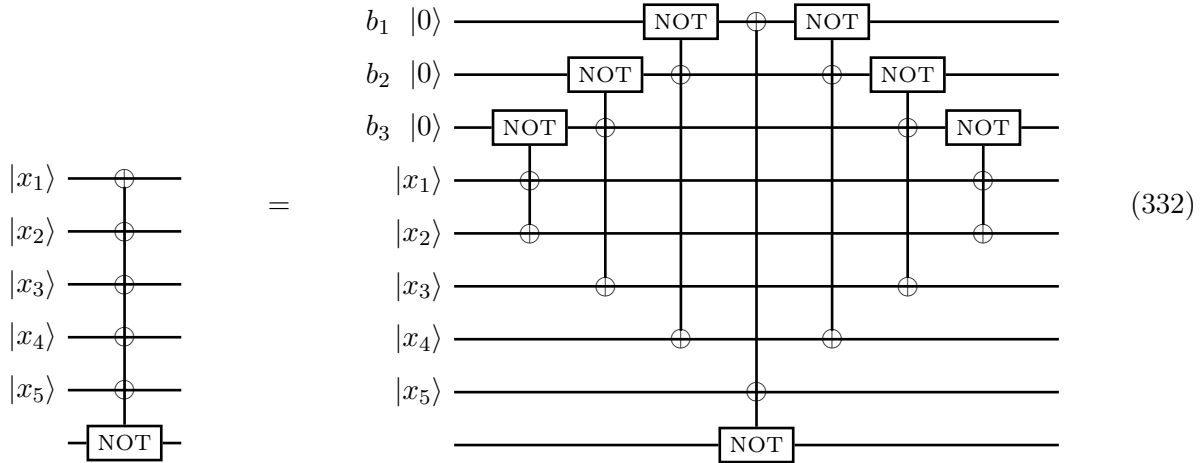 b₁ |0⟩ NOT NOT
b₂ |0⟩ NOT NOT
b₃ |0⟩ NOT NOT
|x₁⟩ |x₁⟩
|x₂⟩ = |x₂⟩ (332)
|x₃⟩ |x₃⟩
|x₄⟩ |x₄⟩
|x₅⟩ |x₅⟩
NOT NOT